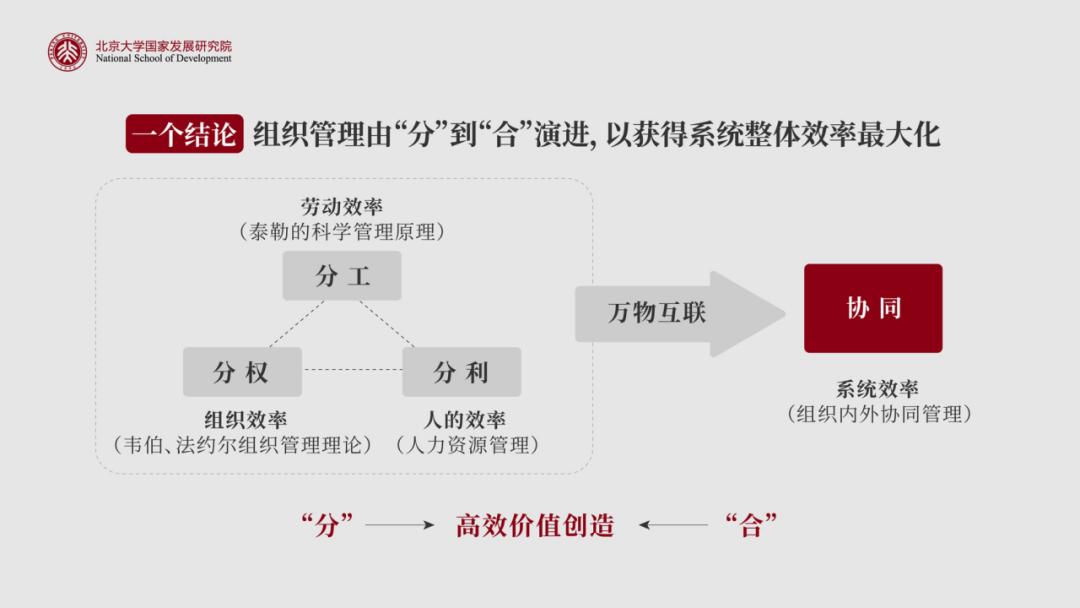 北京大学国家发展研究院
National School of Development
一个结论 组织管理由“分”到“合”演进, 以获得系统整体效率最大化
劳动效率
（泰勒的科学管理原理）
分工
万物互联
协同
分权
分利
系统效率
（组织内外协同管理）
组织效率
（韦伯、法约尔组织管理理论）
人的效率
（人力资源管理）
“分”
高效价值创造
“合”